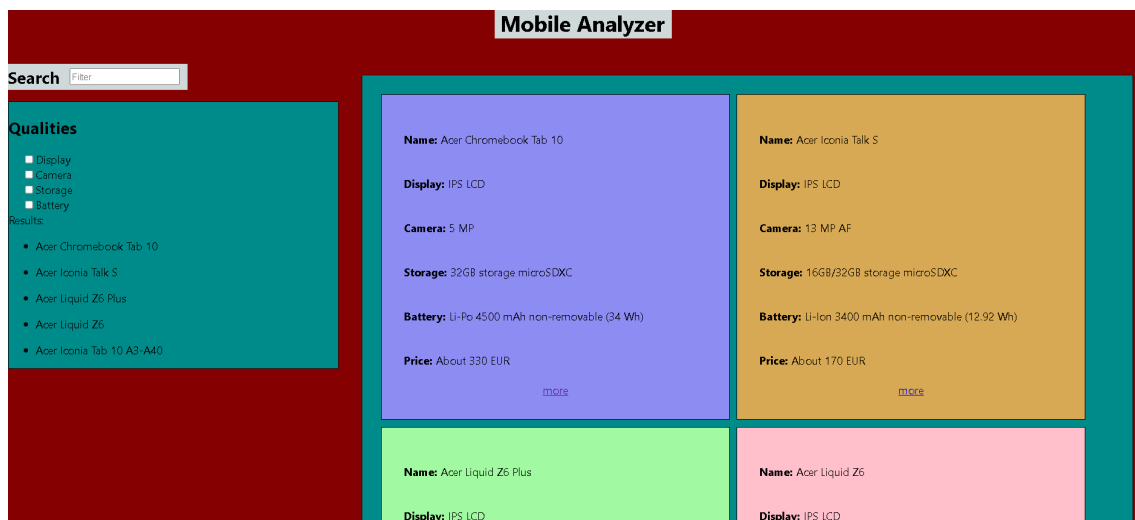 Mobile Analyzer
Search Filter
Qualities
Display
Camera
Storage
Battery
Results:
Acer Chromebook Tab 10
Acer Iconia Talk S
Acer Liquid Z6 Plus
Acer Liquid Z6
Acer Iconia Tab 10 A3-A40
Name: Acer Chromebook Tab 10
Display: IPS LCD
Camera: 5 MP
Storage: 32GB storage microSDXC
Battery: Li-Po 4500 mAh non-removable (34 Wh)
Price: About 330 EUR
more
Name: Acer Iconia Talk S
Display: IPS LCD
Camera: 13 MP AF
Storage: 16GB/32GB storage microSDXC
Battery: Li-Ion 3400 mAh non-removable (12.92 Wh)
Price: About 170 EUR
more
Name: Acer Liquid Z6 Plus
Display: IPS LCD
Name: Acer Liquid Z6
Display: IPS LCD